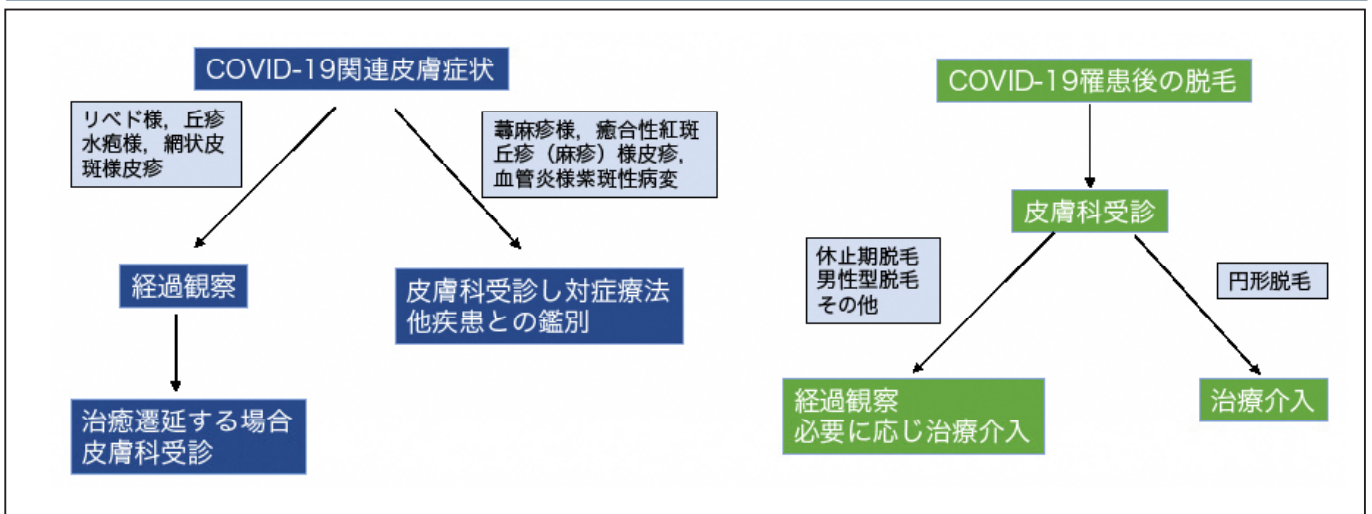 COVID-19関連皮膚症状
リベド様，丘疹
水疱様，網状皮
斑様皮疹
蕁麻疹様，癒合性紅斑
丘疹（麻疹）様皮疹，
血管炎様紫斑性病変
経過観察
皮膚科受診し対症療法
他疾患との鑑別
治癒遷延する場合
皮膚科受診
COVID-19罹患後の脱毛
皮膚科受診
休止期脱毛
男性型脱毛
その他
円形脱毛
経過観察
必要に応じ治療介入
治療介入